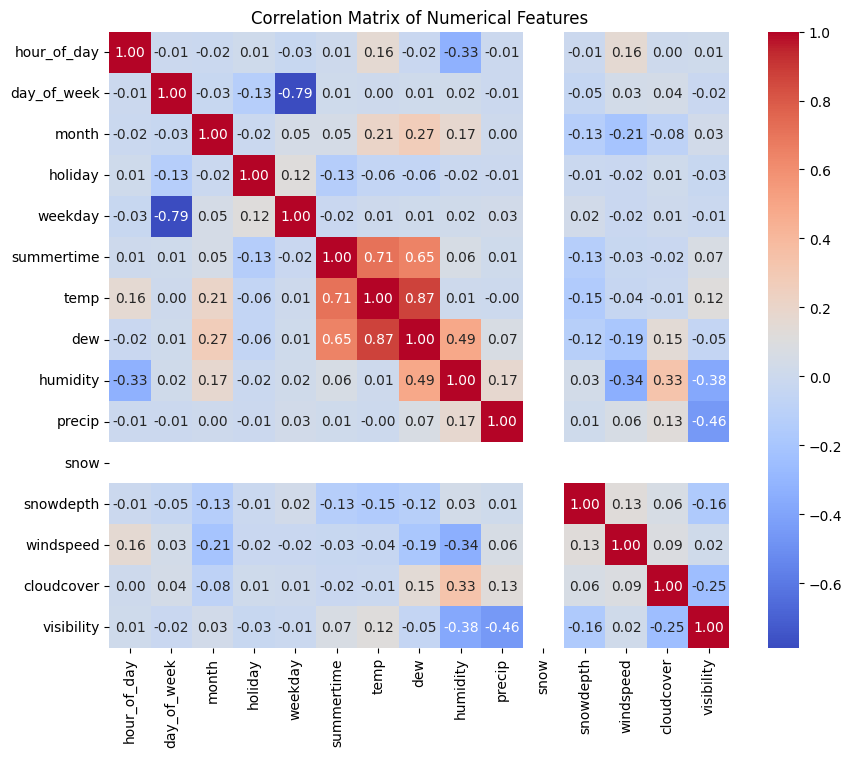 Correlation Matrix of Numerical Features
hour_of_day 1.00 -0.01 -0.02 0.01 -0.03 0.01 0.16 -0.02 -0.33 -0.01 -0.01 0.16 0.00 0.01
day_of_week -0.01 1.00 -0.03 -0.13 -0.79 0.01 0.00 0.01 0.02 -0.01 -0.05 0.03 0.04 -0.02
month -0.02 -0.03 1.00 -0.02 0.05 0.05 0.21 0.27 0.17 0.00 -0.13 -0.21 -0.08 0.03
holiday 0.01 -0.13 -0.02 1.00 0.12 -0.13 -0.06 -0.06 -0.02 -0.01 -0.01 -0.02 0.01 -0.03
weekday -0.03 -0.79 0.05 0.12 1.00 -0.02 0.01 0.01 0.02 0.03 0.02 -0.02 0.01 -0.01
summertime 0.01 0.01 0.05 -0.13 -0.02 1.00 0.71 0.65 0.06 0.01 -0.13 -0.03 -0.02 0.07
temp 0.16 0.00 0.21 -0.06 0.01 0.71 1.00 0.87 0.01 -0.00 -0.15 -0.04 -0.01 0.12
dew -0.02 0.01 0.27 -0.06 0.01 0.65 0.87 1.00 0.49 0.07 -0.12 -0.19 0.15 -0.05
humidity -0.33 0.02 0.17 -0.02 0.02 0.06 0.01 0.49 1.00 0.17 0.03 -0.34 0.33 -0.38
precip -0.01 -0.01 0.00 -0.01 0.03 0.01 -0.00 0.07 0.17 1.00 0.01 0.06 0.13 -0.46
snow
snowdepth -0.01 -0.05 -0.13 -0.01 0.02 -0.13 -0.15 -0.12 0.03 0.01 1.00 0.13 0.06 -0.16
windspeed 0.16 0.03 -0.21 -0.02 -0.02 -0.03 -0.04 -0.19 -0.34 0.06 0.13 1.00 0.09 0.02
cloudcover 0.00 0.04 -0.08 0.01 0.01 -0.02 -0.01 0.15 0.33 0.13 0.06 0.09 1.00 -0.25
visibility 0.01 -0.02 0.03 -0.03 -0.01 0.07 0.12 -0.05 -0.38 -0.46 -0.16 0.02 -0.25 1.00
hour_of_day day_of_week month holiday weekday summertime temp dew humidity precip snow snowdepth windspeed cloudcover visibility
1.0
0.8
0.6
0.4
0.2
0.0
−0.2
−0.4
−0.6